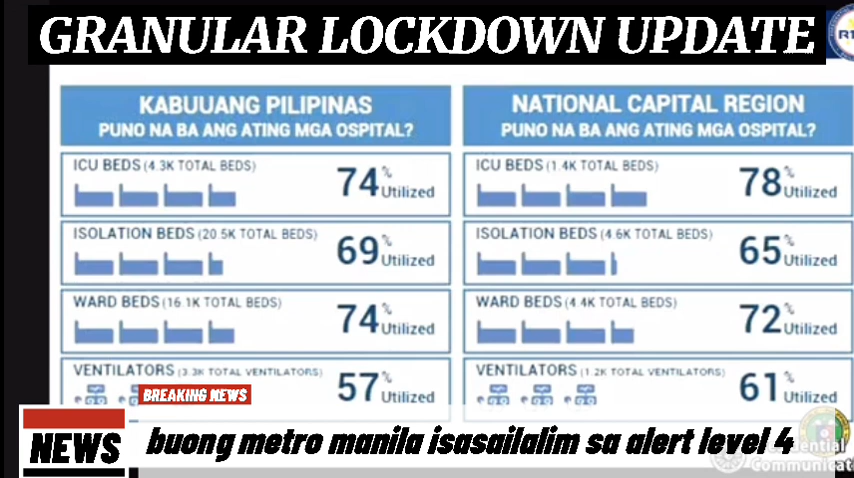 GRANULAR LOCKDOWN UPDATE
KABUUANG PILIPINAS
PUNO NA BA ANG ATING MGA OSPITAL?
ICU BEDS (4.3K TOTAL BEDS)
74% Utilized
ISOLATION BEDS (20.5K TOTAL BEDS)
69% Utilized
WARD BEDS (16.1K TOTAL BEDS)
74% Utilized
VENTILATORS (3.3K TOTAL VENTILATORS)
57% Utilized
NATIONAL CAPITAL REGION
PUNO NA BA ANG ATING MGA OSPITAL?
ICU BEDS (1.4K TOTAL BEDS)
78% Utilized
ISOLATION BEDS (4.6K TOTAL BEDS)
65% Utilized
WARD BEDS (4.4K TOTAL BEDS)
72% Utilized
VENTILATORS (1.2K TOTAL VENTILATORS)
61% Utilized
BREAKING NEWS
NEWS
buong metro manila isasailalim sa alert level 4